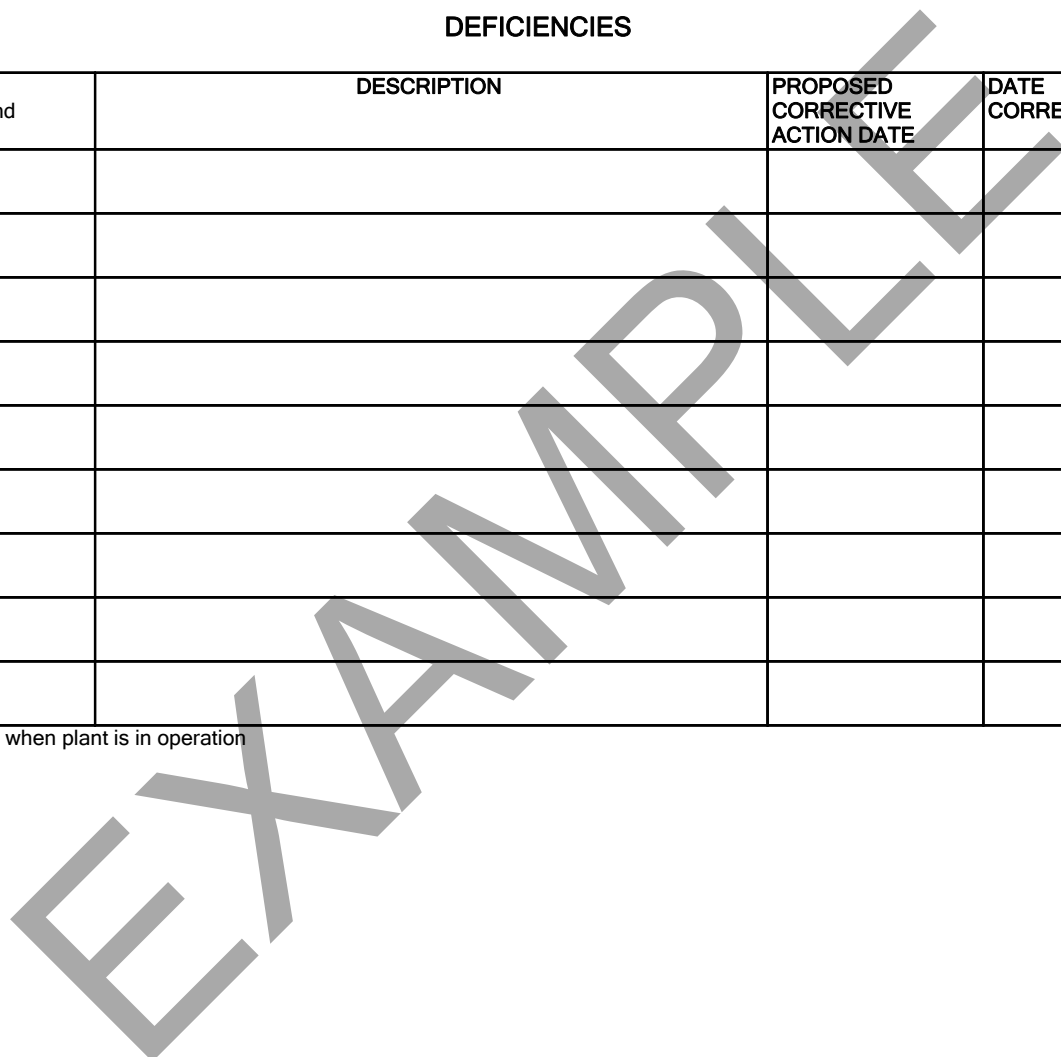 DEFICIENCIES
DESCRIPTION
PROPOSED
CORRECTIVE
ACTION DATE
DATE
CORRE
nd
when plant is in operation
EXAMPLE